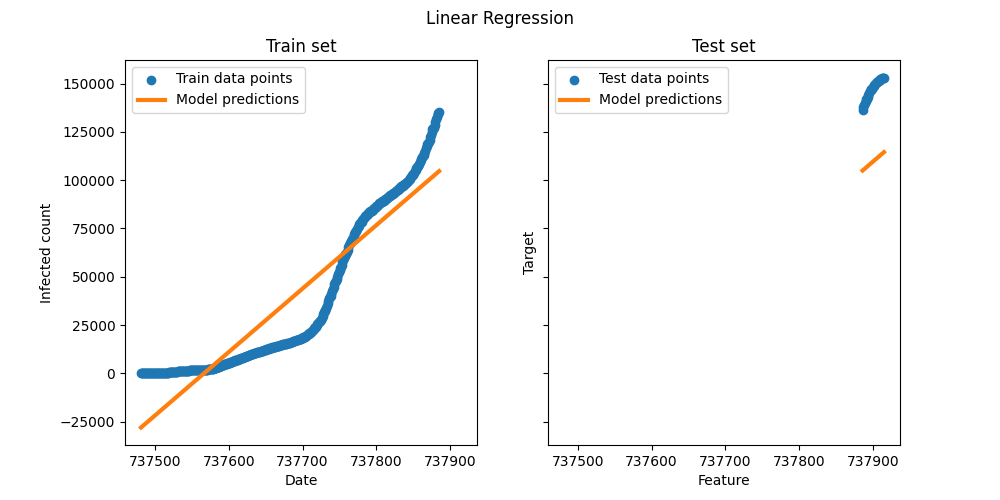 Linear Regression
Train set
Train data points
Model predictions
150000
125000
100000
75000
50000
25000
0
−25000
Infected count
737500 737600 737700 737800 737900
Date
Test set
Test data points
Model predictions
Target
737500 737600 737700 737800 737900
Feature